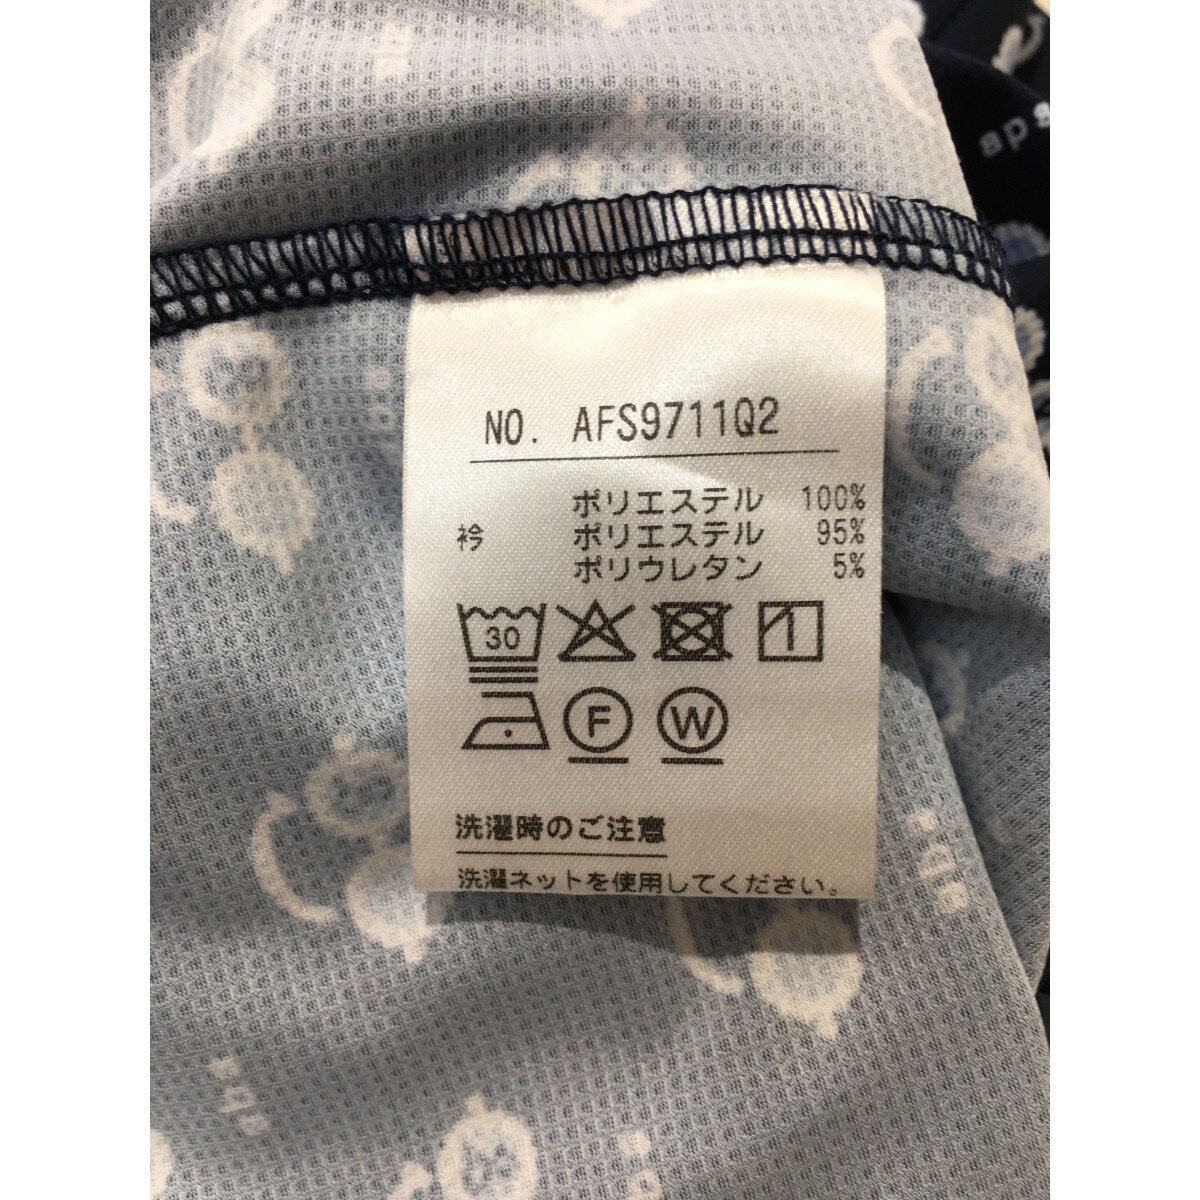 aps
NO. AFS9711Q2
ポリエステル 100%
衿 ポリエステル 95%
ポリウレタン 5%
30
F W
洗濯時のご注意
洗濯ネットを使用してください。